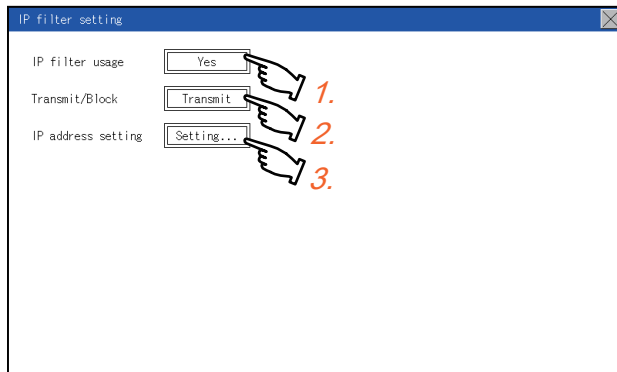 IP filter setting
IP filter usage Yes
1.
Transmit/Block Transmit
2.
IP address setting Setting...
3.